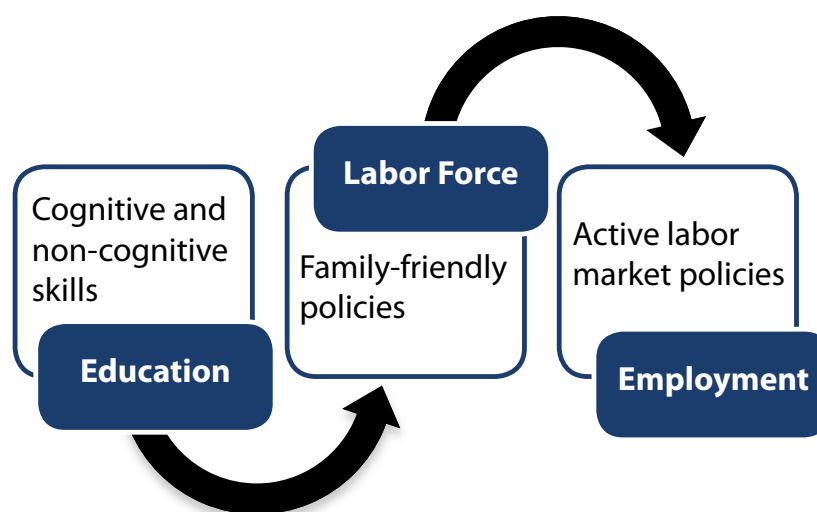 Cognitive and
non-cognitive
skills
Education
Labor Force
Family-friendly
policies
Active labor
market policies
Employment